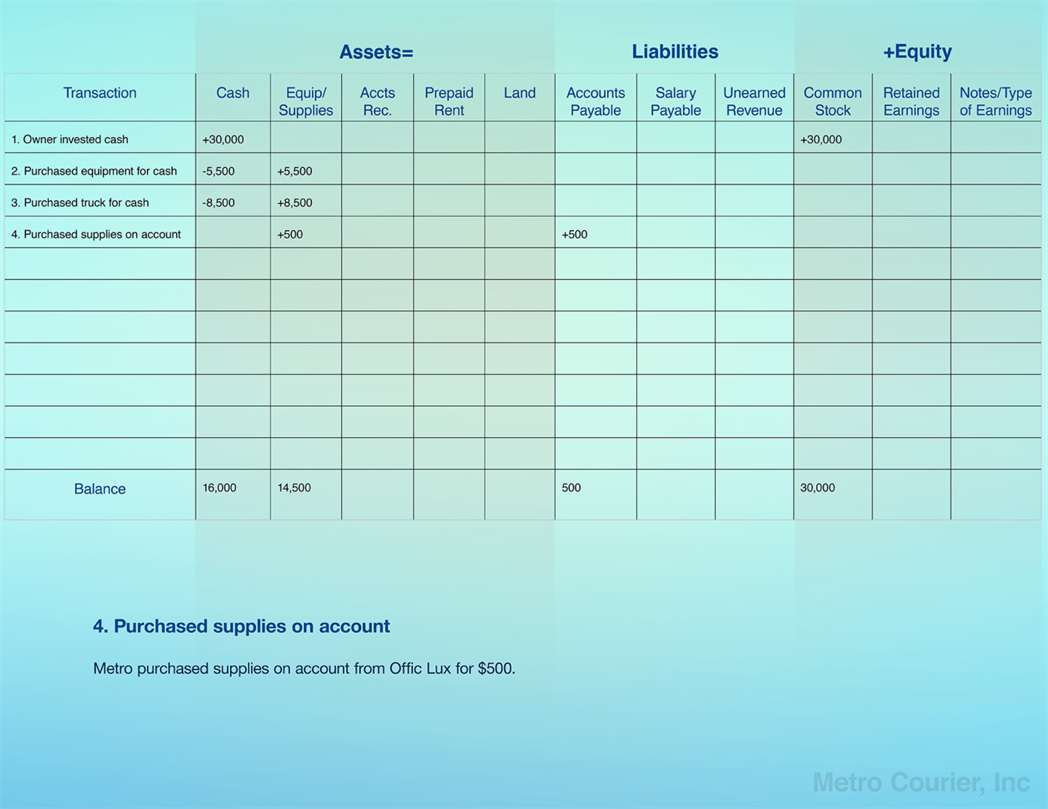 Assets= Liabilities +Equity
Transaction Cash Equip/ Accts Prepaid Land Accounts Salary Unearned Common Retained Notes/Type
Supplies Rec. Rent Payable Payable Revenue Stock Earnings of Earnings
1. Owner invested cash +30,000 +30,000
2. Purchased equipment for cash -5,500 +5,500
3. Purchased truck for cash -8,500 +8,500
4. Purchased supplies on account +500 +500
Balance 16,000 14,500 500 30,000
4. Purchased supplies on account
Metro purchased supplies on account from Offic Lux for $500.
Metro Courier, Inc